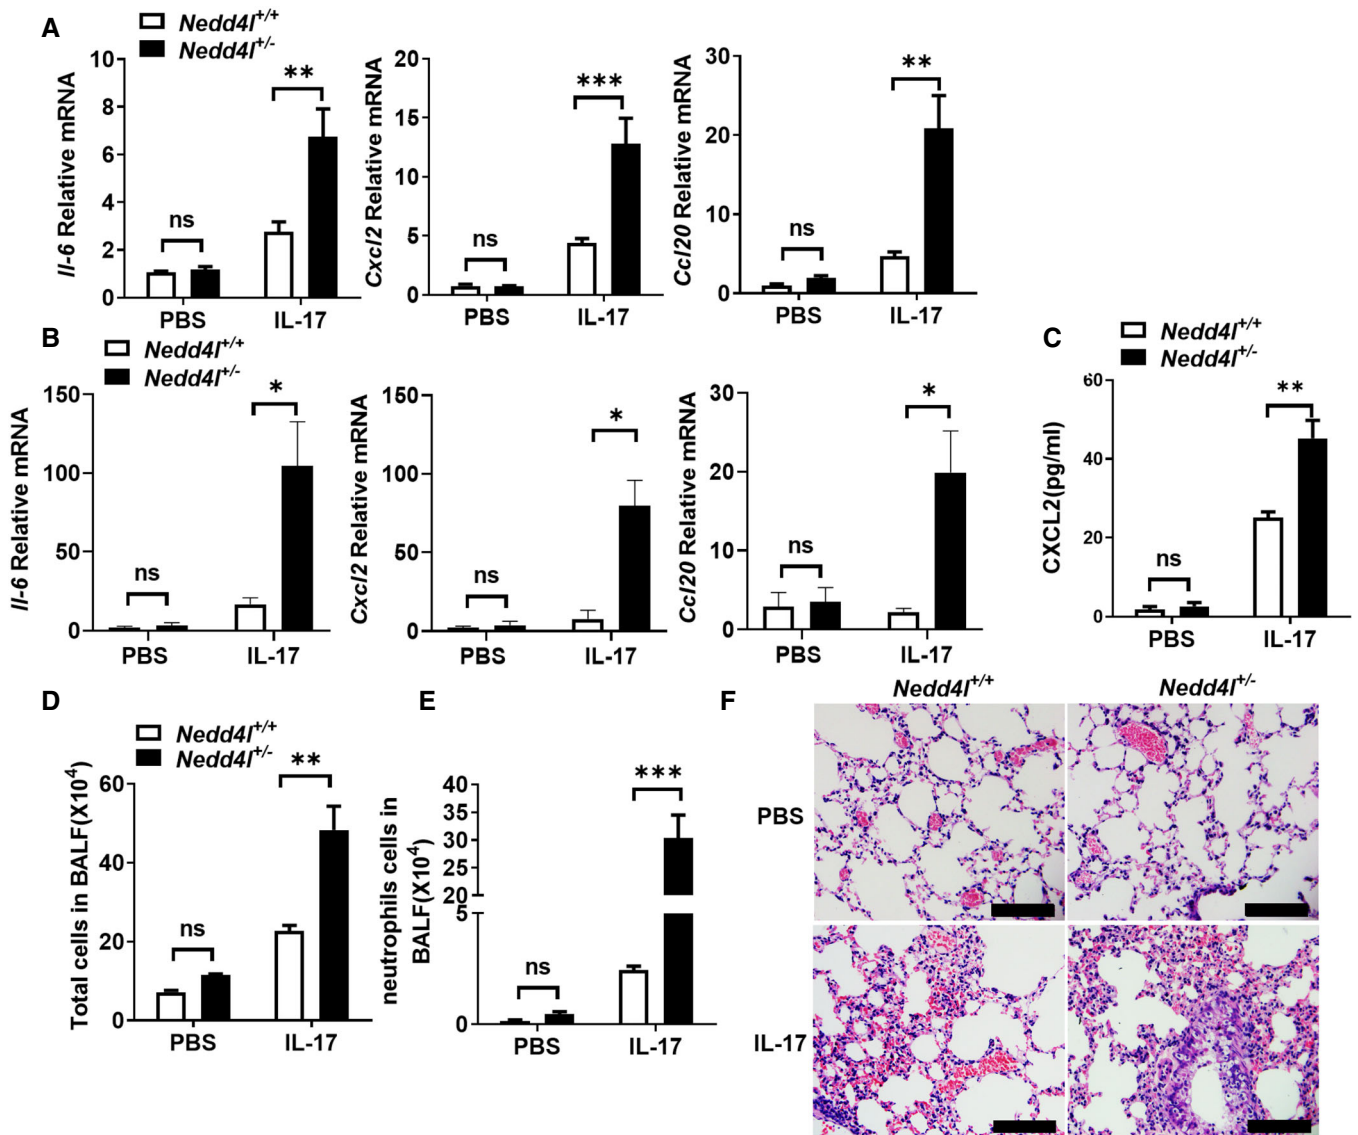 A
Nedd4l+/+
Nedd4l+/-
Il-6 Relative mRNA
10
8
6
4
2
0
ns
**
PBS
IL-17
Cxcl2 Relative mRNA
20
15
10
5
0
ns
***
PBS
IL-17
Ccl20 Relative mRNA
30
20
10
0
ns
**
PBS
IL-17
B
Nedd4l+/+
Nedd4l+/-
Il-6 Relative mRNA
150
100
50
0
ns
*
PBS
IL-17
Cxcl2 Relative mRNA
150
100
50
0
ns
*
PBS
IL-17
Ccl20 Relative mRNA
30
20
10
0
ns
*
PBS
IL-17
C
Nedd4l+/+
Nedd4l+/-
CXCL2(pg/ml)
60
40
20
0
ns
**
PBS
IL-17
D
Nedd4l+/+
Nedd4l+/-
Total cells in BALF(X10⁴)
60
40
20
0
ns
**
PBS
IL-17
E
neutrophils cells in
BALF(X10⁴)
40
35
30
25
20
5
0
ns
***
PBS
IL-17
F
Nedd4l+/+
Nedd4l+/-
PBS
IL-17